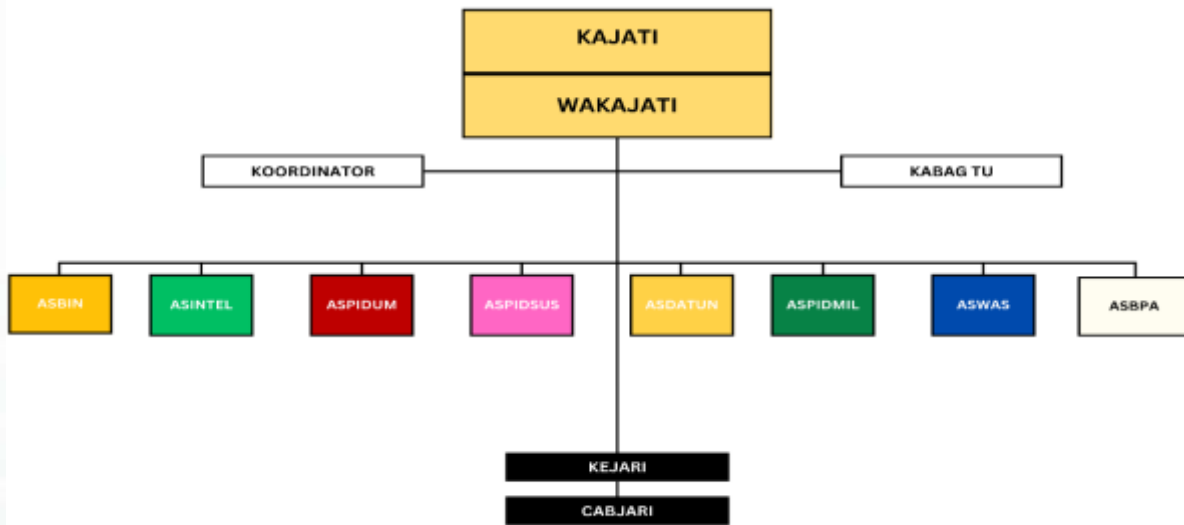 KAJATI
WAKAJATI
KOORDINATOR
KABAG TU
ASBIN
ASINTEL
ASPIDUM
ASPIDSUS
ASDATUN
ASPIDMIL
ASWAS
ASBPA
KEJARI
CABJARI